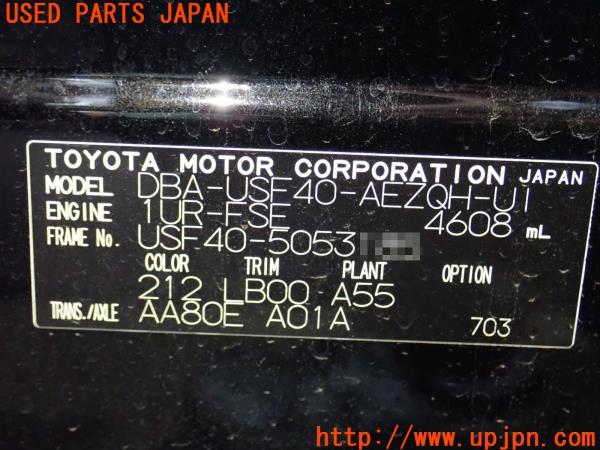 USED PARTS JAPAN
TOYOTA MOTOR CORPORATION JAPAN
MODEL DBA-USF40-AEZQH-U1
ENGINE 1UR-FSE 4608 mL
FRAME No. USF40-5053
COLOR TRIM PLANT OPTION
212 LB00 A55
TRANS./AXLE AA80E A01A 703
http://www.upjpn.com